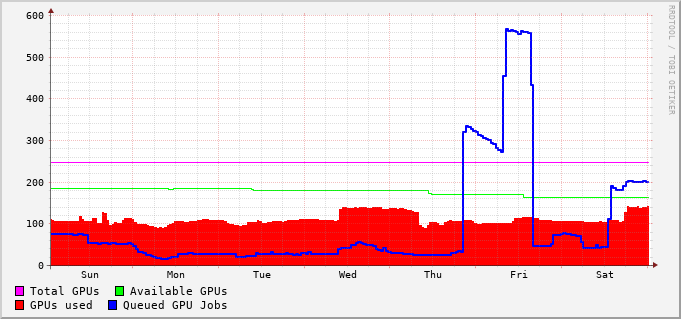 600
500
400
300
200
100
0
Sun Mon Tue Wed Thu Fri Sat
Total GPUs Available GPUs
GPUs used Queued GPU Jobs
RRDTOOL / TOBI OETIKER